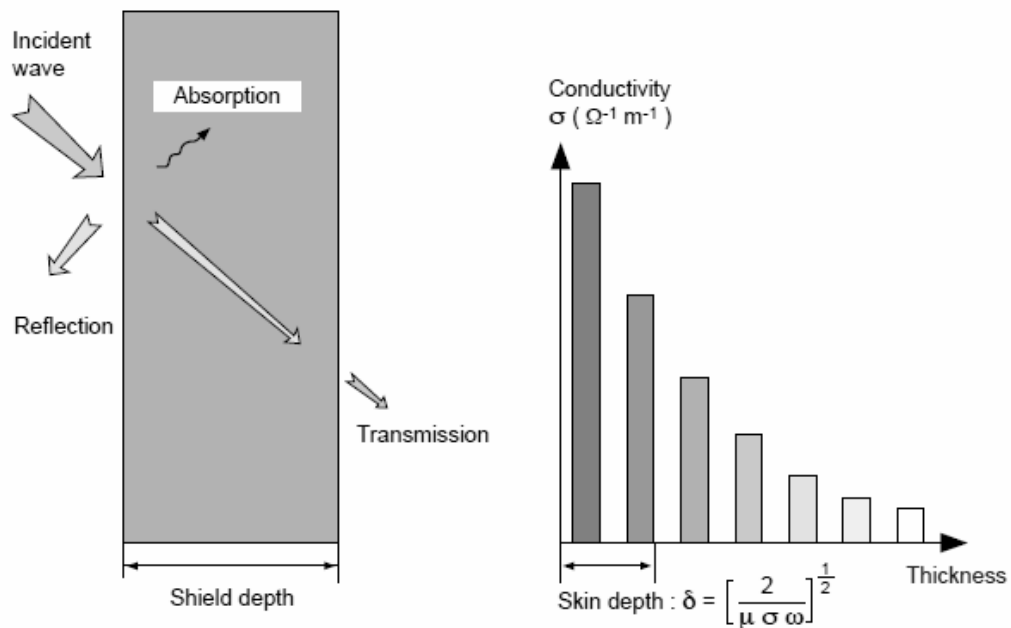 Incident
wave
Absorption
Reflection
Transmission
Shield depth
Conductivity
σ ( Ω⁻¹ m⁻¹ )
Thickness
Skin depth : δ = [ 2 / μ σ ω ]^1/2